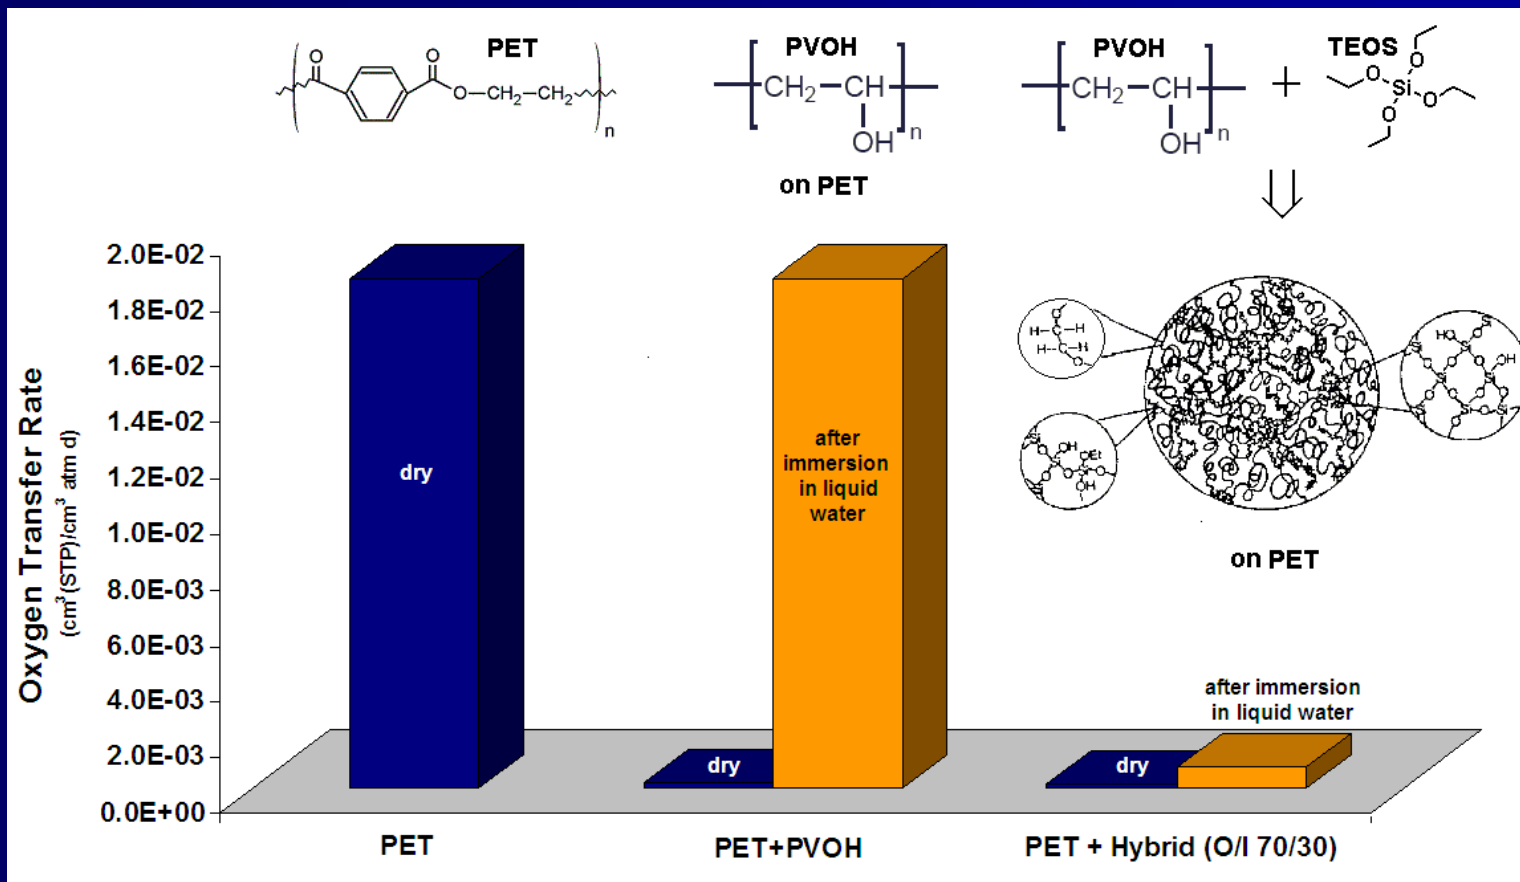 PET
PVOH
PVOH
TEOS
O
O
O
CH₂
CH₂
n
CH₂
CH
OH
n
CH₂
CH
OH
n
+
O
O
Si
O
O
on PET
Oxygen Transfer Rate
(cm³(STP)/cm³ atm d)
2.0E-02
1.8E-02
1.6E-02
1.4E-02
1.2E-02
1.0E-02
8.0E-03
6.0E-03
4.0E-03
2.0E-03
0.0E+00
dry
after
immersion
in liquid
water
dry
on PET
after immersion
in liquid water
dry
PET
PET+PVOH
PET + Hybrid (O/I 70/30)